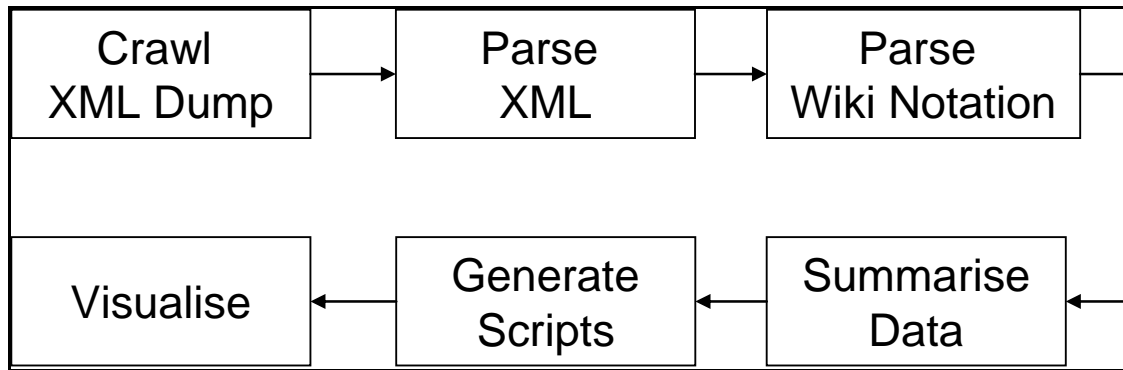 Crawl
XML Dump
Parse
XML
Parse
Wiki Notation
Visualise
Generate
Scripts
Summarise
Data